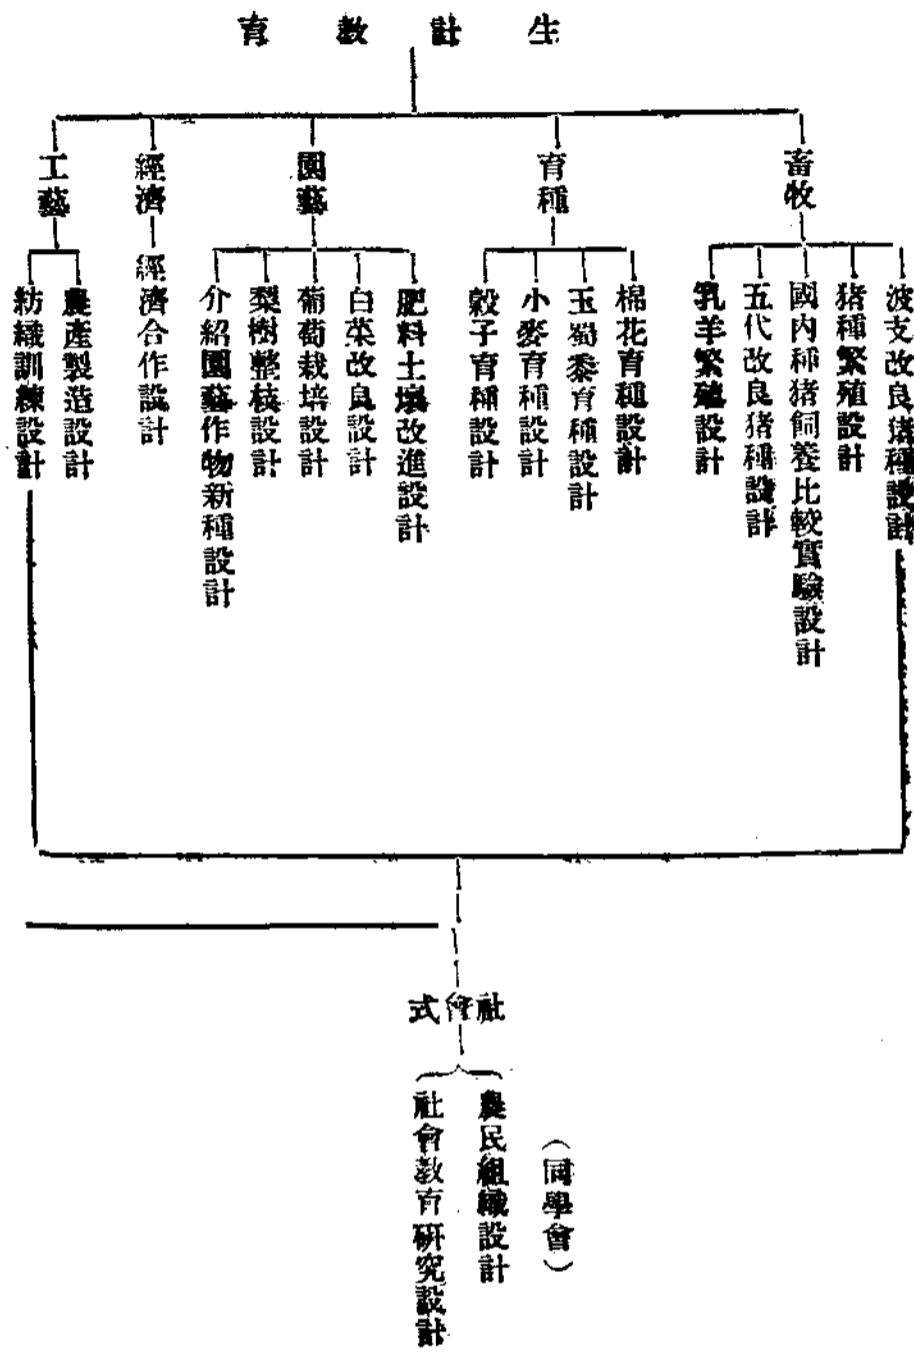 生計教育
畜牧
波支改良猪種設計
猪種繁殖設計
國內種猪飼養比較實驗設計
五代改良猪種設計
乳羊繁殖設計
育種
棉花育種設計
玉蜀黍育種設計
小麥育種設計
穀子育種設計
園藝
肥料土壤改進設計
白菜改良設計
葡萄栽培設計
梨樹整枝設計
介紹園藝作物新種設計
經濟
經濟合作設計
工藝
農產製造設計
紡織訓練設計
社會式
(同學會)
農民組織設計
社會教育研究設計